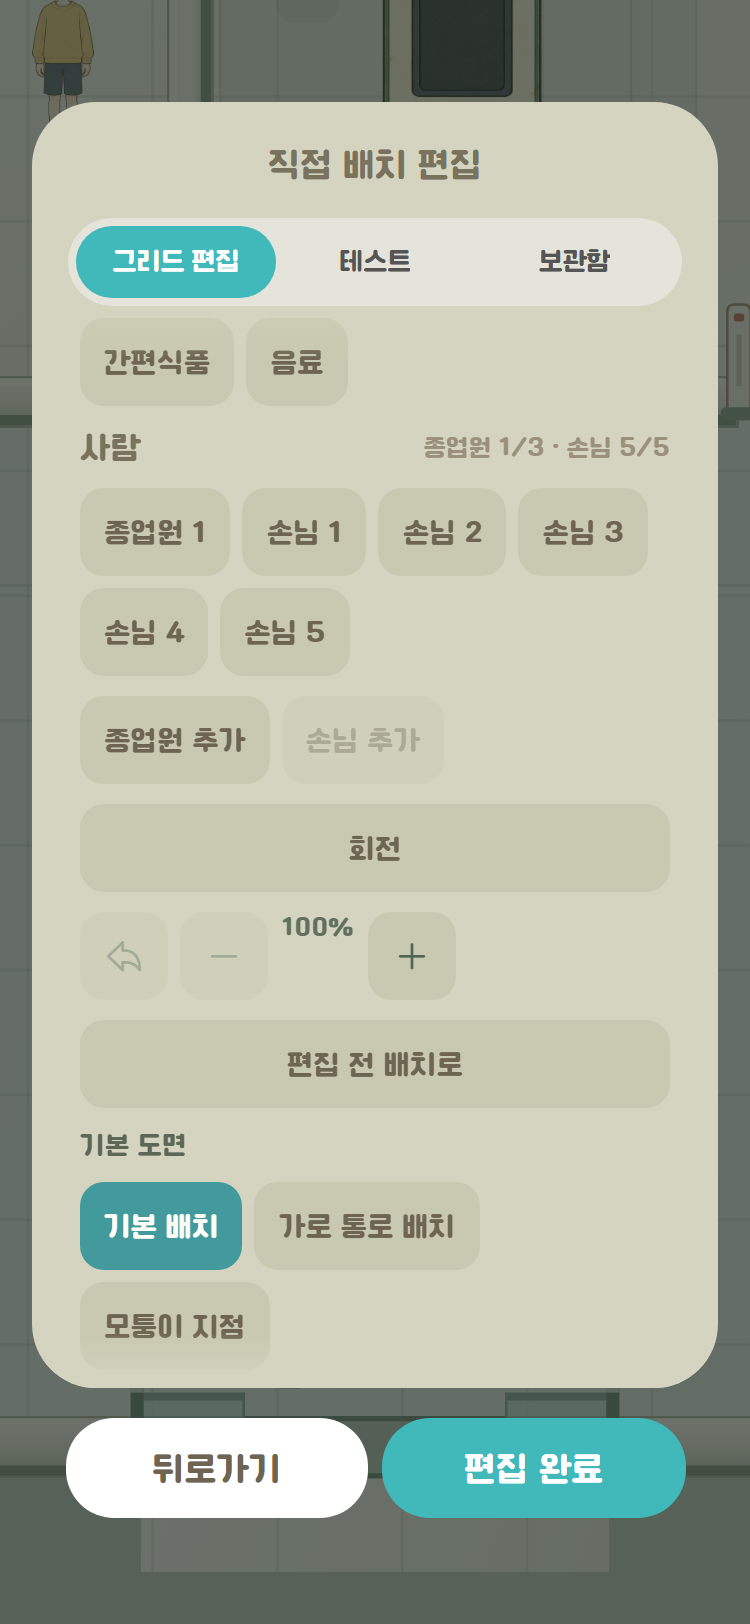 직접 배치 편집
그리드 편집 테스트 보관함
간편식품 음료
사람 종업원 1/3 · 손님 5/5
종업원 1 손님 1 손님 2 손님 3
손님 4 손님 5
종업원 추가 손님 추가
회전
100%
편집 전 배치로
기본 도면
기본 배치 가로 통로 배치
모퉁이 지점
뒤로가기 편집 완료